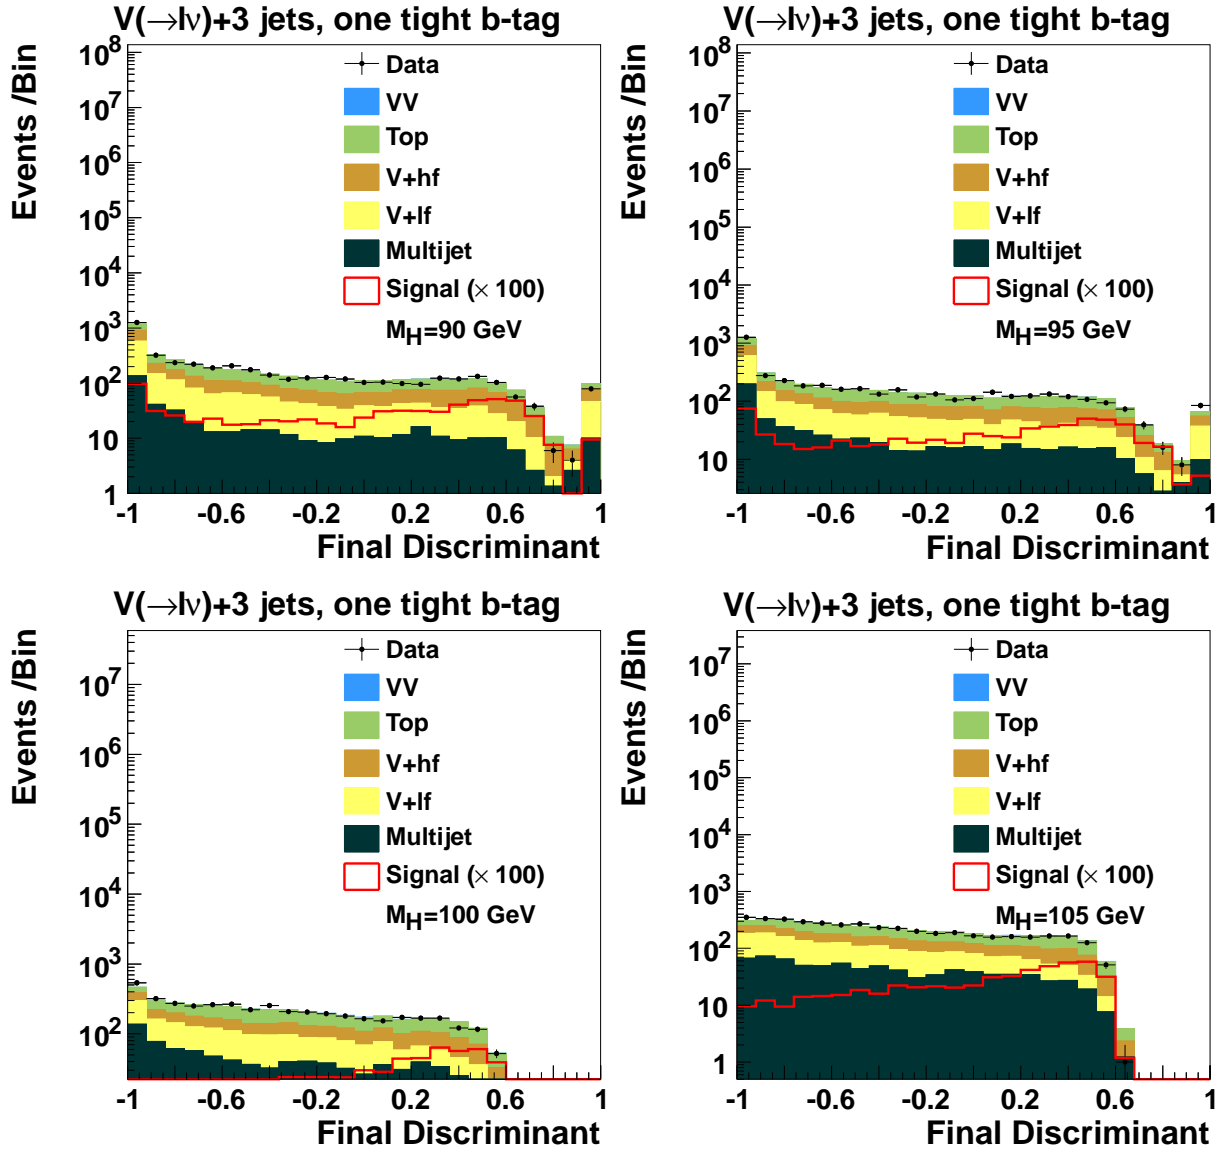 V(→lν)+3 jets, one tight b-tag
Events /Bin
10^8
10^7
10^6
10^5
10^4
10^3
10^2
10
1
Data
VV
Top
V+hf
V+lf
Multijet
Signal (× 100)
M_H=90 GeV
-1 -0.6 -0.2 0.2 0.6 1
Final Discriminant
V(→lν)+3 jets, one tight b-tag
Events /Bin
10^8
10^7
10^6
10^5
10^4
10^3
10^2
10
Data
VV
Top
V+hf
V+lf
Multijet
Signal (× 100)
M_H=95 GeV
-1 -0.6 -0.2 0.2 0.6 1
Final Discriminant
V(→lν)+3 jets, one tight b-tag
Events /Bin
10^7
10^6
10^5
10^4
10^3
10^2
Data
VV
Top
V+hf
V+lf
Multijet
Signal (× 100)
M_H=100 GeV
-1 -0.6 -0.2 0.2 0.6 1
Final Discriminant
V(→lν)+3 jets, one tight b-tag
Events /Bin
10^7
10^6
10^5
10^4
10^3
10^2
10
1
Data
VV
Top
V+hf
V+lf
Multijet
Signal (× 100)
M_H=105 GeV
-1 -0.6 -0.2 0.2 0.6 1
Final Discriminant